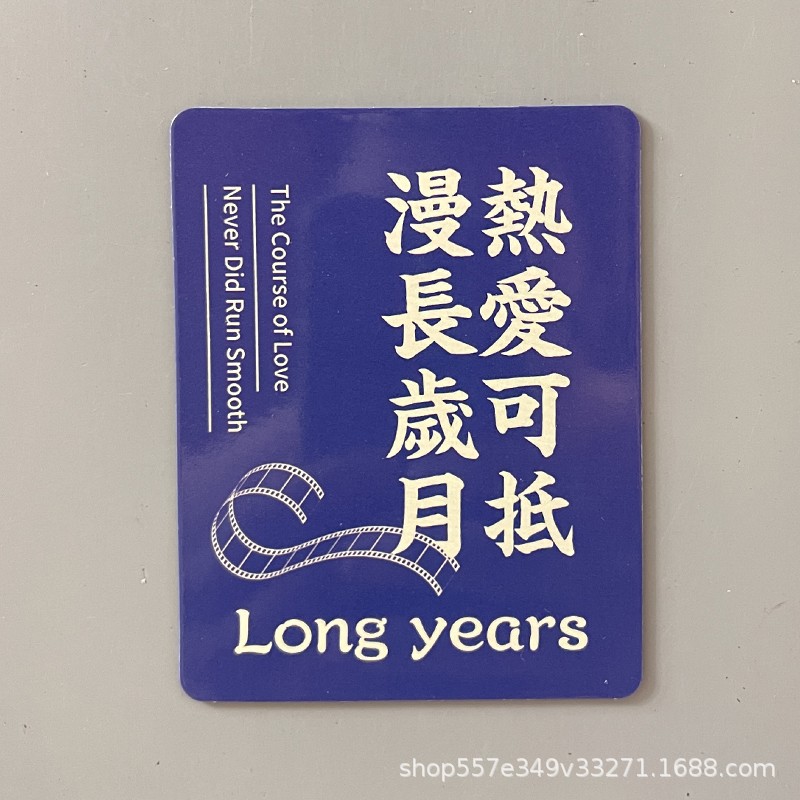 熱愛可抵
漫長歲月
The Course of Love
Never Did Run Smooth
Long years
shop557e349v33271.1688.com